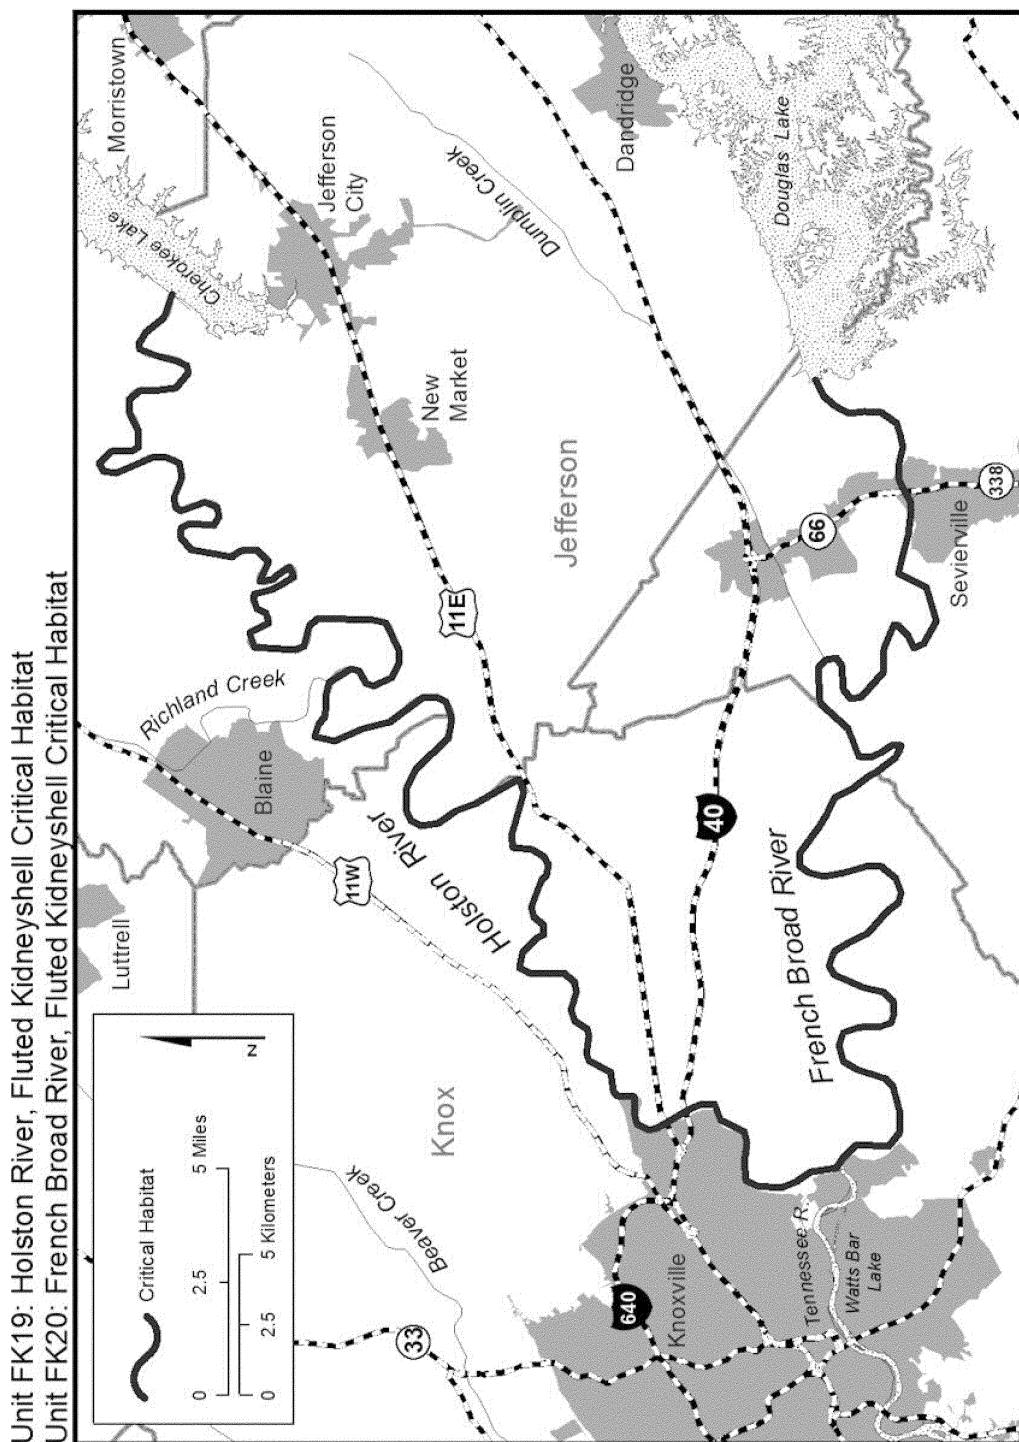 Unit FK19: Holston River, Fluted Kidneyshell Critical Habitat
Unit FK20: French Broad River, Fluted Kidneyshell Critical Habitat
Critical Habitat
0 2.5 5 Miles
0 2.5 5 Kilometers
N
Luttrell
Blaine
Richland Creek
Cherokee Lake
Morristown
Jefferson
City
New
Market
11W
11E
Holston River
Knox
Beaver Creek
33
Jefferson
Dumplin Creek
Dandridge
Douglas Lake
640
Knoxville
40
66
338
Sevierville
French Broad River
Tennessee R.
Watts Bar
Lake